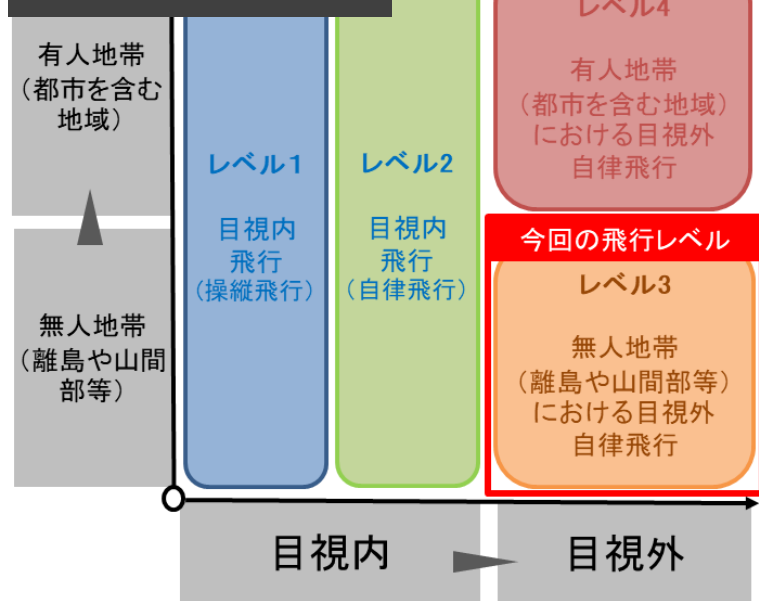 有人地帯
（都市を含む
地域）
無人地帯
（離島や山間
部等）
レベル1
目視内
飛行
（操縦飛行）
レベル2
目視内
飛行
（自律飛行）
レベル4
有人地帯
（都市を含む地域）
における目視外
自律飛行
今回の飛行レベル
レベル3
無人地帯
（離島や山間部等）
における目視外
自律飛行
目視内
目視外